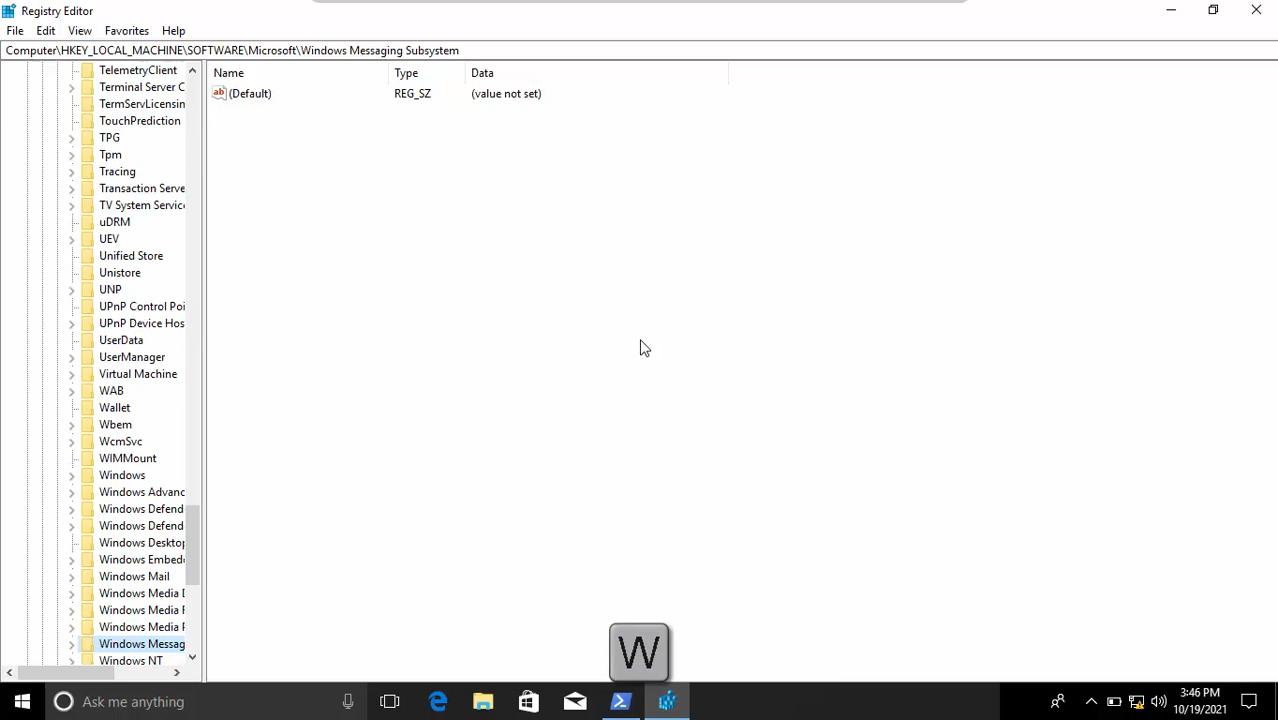 Registry Editor
File Edit View Favorites Help
Computer\HKEY_LOCAL_MACHINE\SOFTWARE\Microsoft\Windows Messaging Subsystem
Name Type Data
ab (Default) REG_SZ (value not set)
TelemetryClient
Terminal Server C
TermServLicensin
TouchPrediction
TPG
Tpm
Tracing
Transaction Serve
TV System Service
uDRM
UEV
Unified Store
Unistore
UNP
UPnP Control Poi
UPnP Device Hos
UserData
UserManager
Virtual Machine
WAB
Wallet
Wbem
WcmSvc
WIMMount
Windows
Windows Advanc
Windows Defend
Windows Defend
Windows Desktop
Windows Embed
Windows Mail
Windows Media D
Windows Media F
Windows Media P
Windows Messag
Windows NT
W
Ask me anything
3:46 PM
10/19/2021